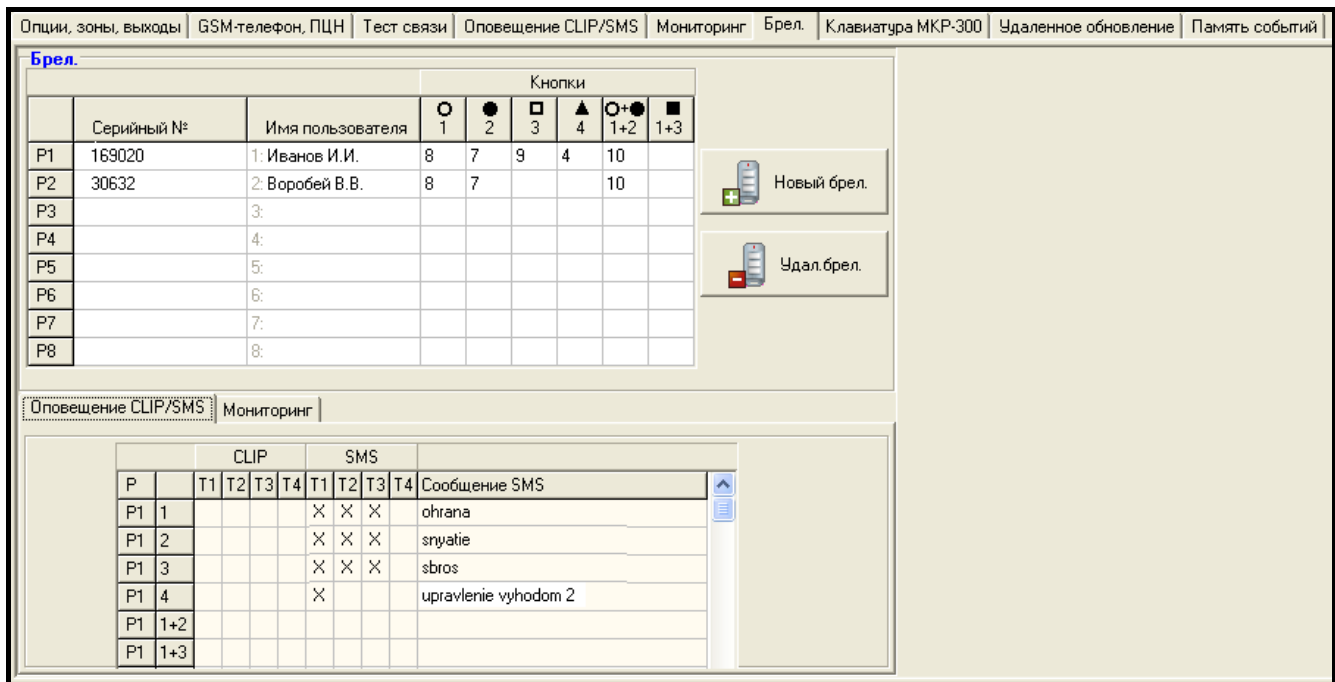 Опции, зоны, выходы GSM-телефон, ПЦН Тест связи Оповещение CLIP/SMS Мониторинг Брел. Клавиатура МКР-300 Удаленное обновление Память событий
Брел.
Кнопки
Серийный № Имя пользователя 1 2 3 4 1+2 1+3
P1 169020 1: Иванов И.И. 8 7 9 4 10
P2 30632 2: Воробей В.В. 8 7 10
Новый брел.
P3 3:
P4 4:
P5 5:
Удал.брел.
P6 6:
P7 7:
P8 8:
Оповещение CLIP/SMS Мониторинг
CLIP SMS
P T1 T2 T3 T4 T1 T2 T3 T4 Сообщение SMS
P1 1 X X X ohrana
P1 2 X X X snyatie
P1 3 X X X sbros
P1 4 X upravlenie vyhodom 2
P1 1+2
P1 1+3